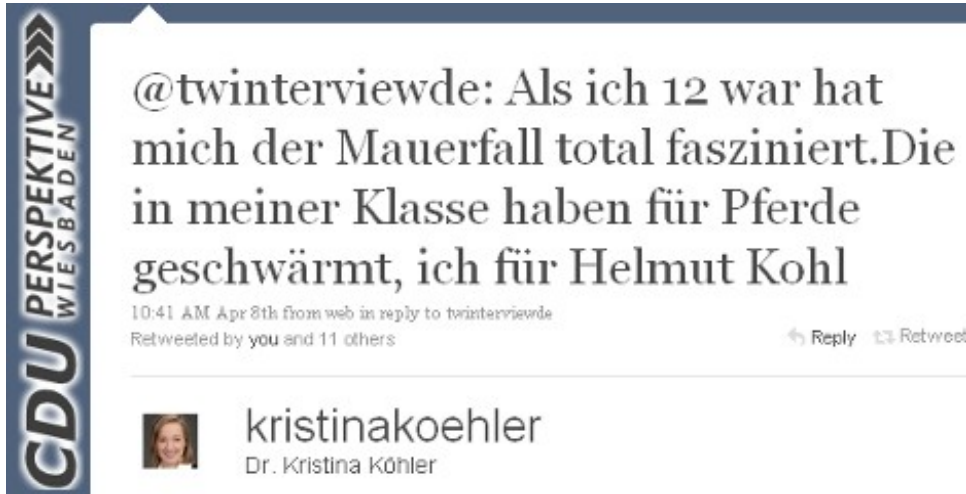 CDU PERSPEKTIVE
WIESBADEN
@twinterviewde: Als ich 12 war hat
mich der Mauerfall total fasziniert.Die
in meiner Klasse haben für Pferde
geschwärmt, ich für Helmut Kohl
10:41 AM Apr 8th from web in reply to twinterviewde
Retweeted by you and 11 others
Reply Retweet
kristinakoehler
Dr. Kristina Köhler